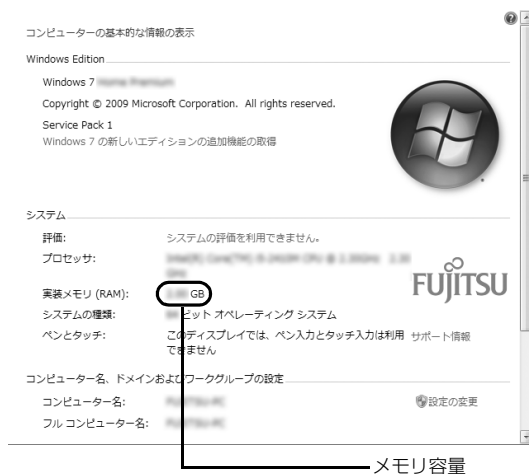 コンピューターの基本的な情報の表示
Windows Edition
Windows 7
Copyright © 2009 Microsoft Corporation. All rights reserved.
Service Pack 1
Windows 7 の新しいエディションの追加機能の取得
システム
評価: システムの評価を利用できません。
プロセッサ:
実装メモリ (RAM): GB
システムの種類: ビット オペレーティング システム
ペンとタッチ: このディスプレイでは、ペン入力とタッチ入力は利用できません
FUJITSU
サポート情報
コンピューター名、ドメインおよびワークグループの設定
コンピューター名:
設定の変更
フル コンピューター名:
メモリ容量